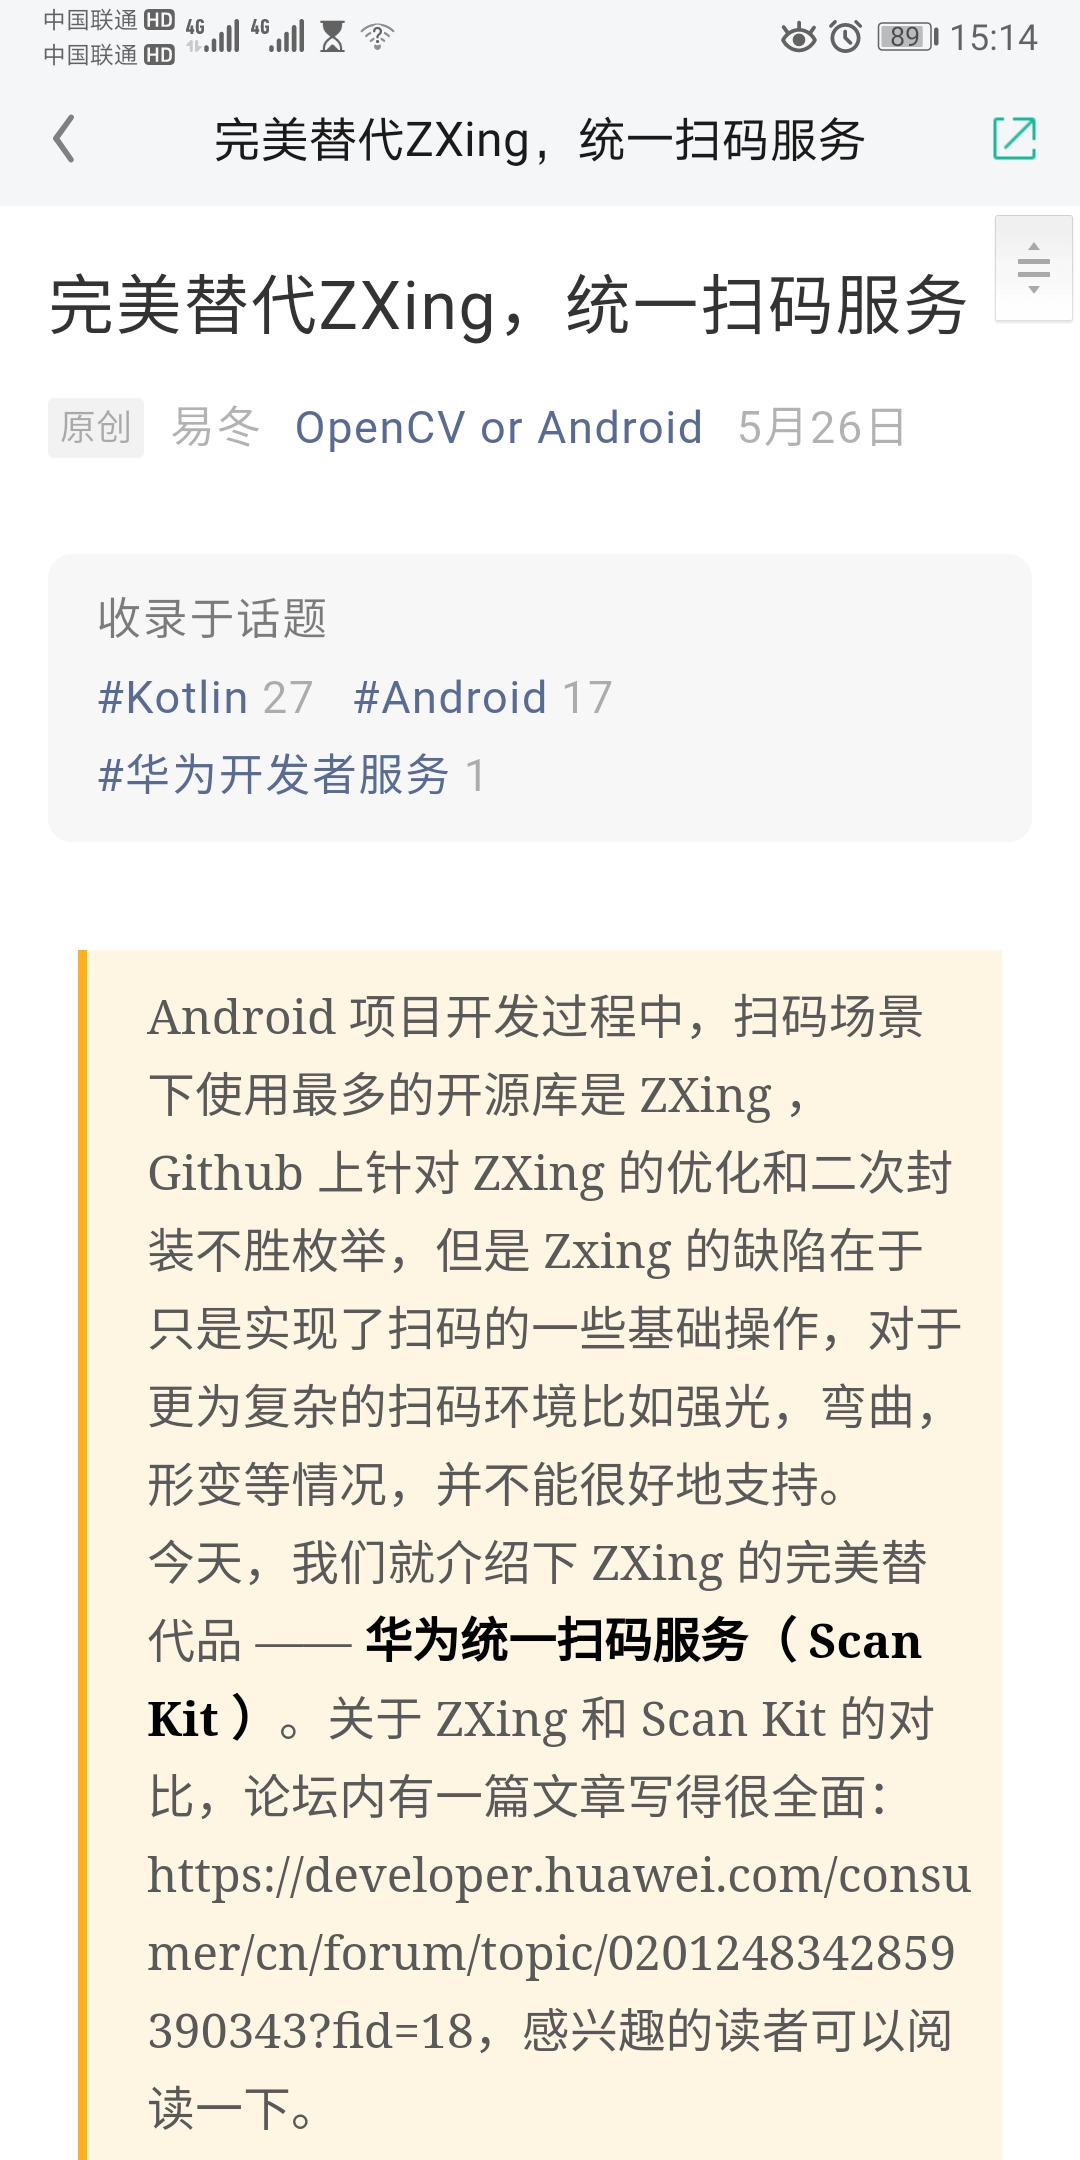 中国联通 HD 4G 4G 89 15:14
中国联通 HD
完美替代ZXing，统一扫码服务
完美替代ZXing，统一扫码服务
原创 易冬 OpenCV or Android 5月26日
收录于话题
#Kotlin 27 #Android 17
#华为开发者服务 1
Android 项目开发过程中，扫码场景
下使用最多的开源库是 ZXing ，
Github 上针对 ZXing 的优化和二次封
装不胜枚举，但是 Zxing 的缺陷在于
只是实现了扫码的一些基础操作，对于
更为复杂的扫码环境比如强光，弯曲，
形变等情况，并不能很好地支持。
今天，我们就介绍下 ZXing 的完美替
代品 —— 华为统一扫码服务（ Scan
Kit ）。关于 ZXing 和 Scan Kit 的对
比，论坛内有一篇文章写得很全面：
https://developer.huawei.com/consu
mer/cn/forum/topic/0201248342859
390343?fid=18，感兴趣的读者可以阅
读一下。